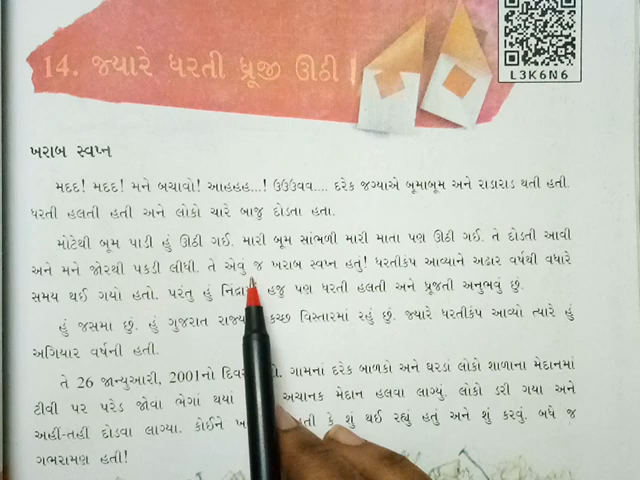 14. જ્યારે ધરતી ધ્રૂજી ઊઠી !
L3K6N6
ખરાબ સ્વપ્ન
મદદ! મદદ! મને બચાવો! આહહહ...! ઉઉઉવવ.... દરેક જગ્યાએ બૂમાબૂમ અને રાડારાડ થતી હતી.
ધરતી હલતી હતી અને લોકો ચારે બાજુ દોડતા હતા.
મોટેથી બૂમ પાડી હું ઊઠી ગઈ. મારી બૂમ સાંભળી મારી માતા પણ ઊઠી ગઈ. તે દોડતી આવી
અને મને જોરથી પકડી લીધી. તે એવું જ ખરાબ સ્વપ્ન હતું! ધરતીકંપ આવ્યાને અઢાર વર્ષથી વધારે
સમય થઈ ગયો હતો. પરંતુ હું હજુ પણ ધરતી હલતી અને ધ્રૂજતી અનુભવું છું.
હું જસમા છું. હું ગુજરાત કચ્છ વિસ્તારમાં રહું છું. જ્યારે ધરતીકંપ આવ્યો ત્યારે હું
અગિયાર વર્ષની હતી.
તે 26 જાન્યુઆરી, 2001નો ગામનાં દરેક બાળકો અને ઘરડાં લોકો શાળાના મેદાનમાં
ટીવી પર પરેડ જોવા ભેગાં થયાં અચાનક મેદાન હલવા લાગ્યું. લોકો ડરી ગયા અને
અહીં-તહીં દોડવા લાગ્યા. કોઈને કે શું થઈ રહ્યું હતું અને શું કરવું. બધે જ
ગભરામણ હતી!